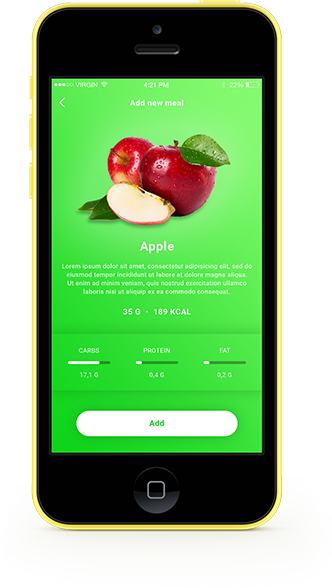 VIRGIN 4:21 PM 22%
Add new meal
Apple
Lorem ipsum dolor sit amet, consectetur adipisicing elit, sed do
eiusmod tempor incididunt ut labore et dolore magna aliqua.
Ut enim ad minim veniam, quis nostrud exercitation ullamco
laboris nisi ut aliquip ex ea commodo consequat.
35 G • 189 KCAL
CARBS PROTEIN FAT
17,1 G 0,4 G 0,2 G
Add